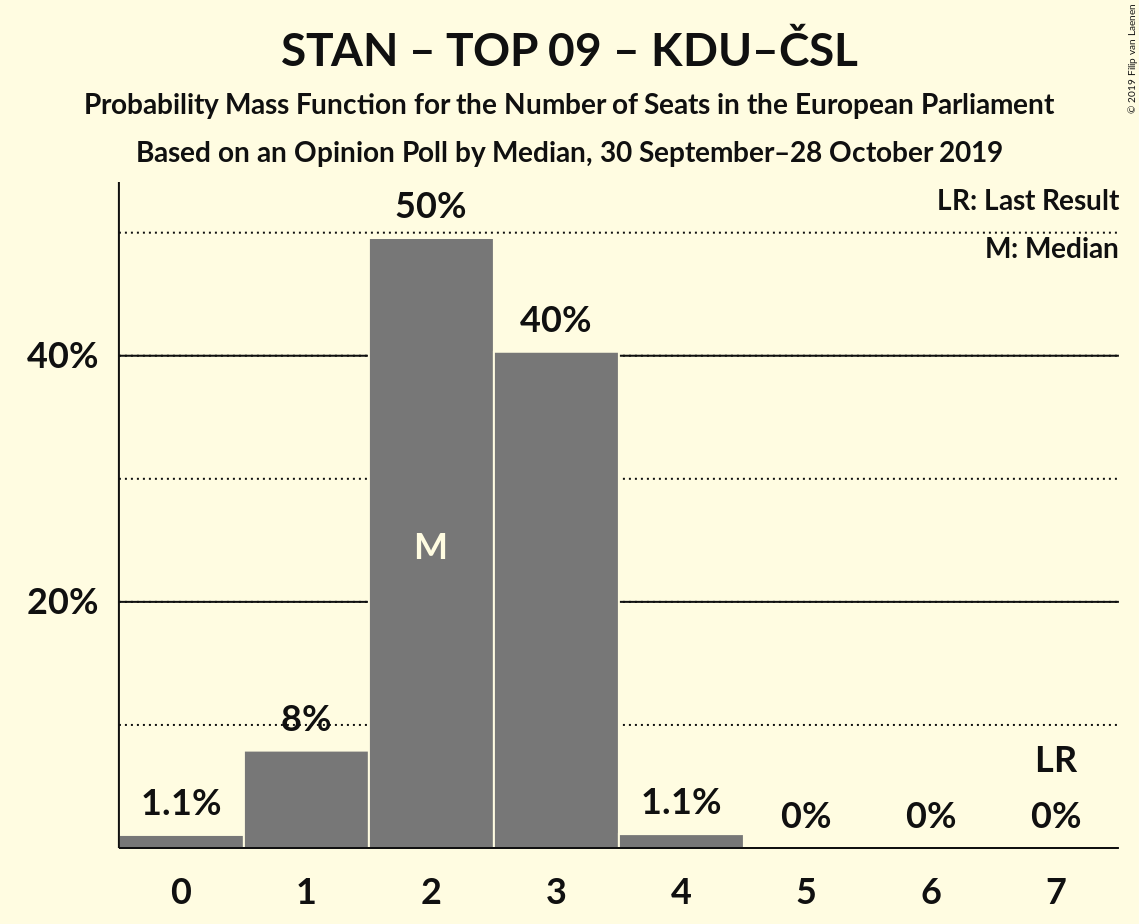 STAN – TOP 09 – KDU–ČSL
Probability Mass Function for the Number of Seats in the European Parliament
Based on an Opinion Poll by Median, 30 September–28 October 2019
© 2019 Filip van Laenen
LR: Last Result
M: Median
50%
40%
40%
M
20%
8%
LR
1.1%
1.1%
0%
0%
0%
0 1 2 3 4 5 6 7